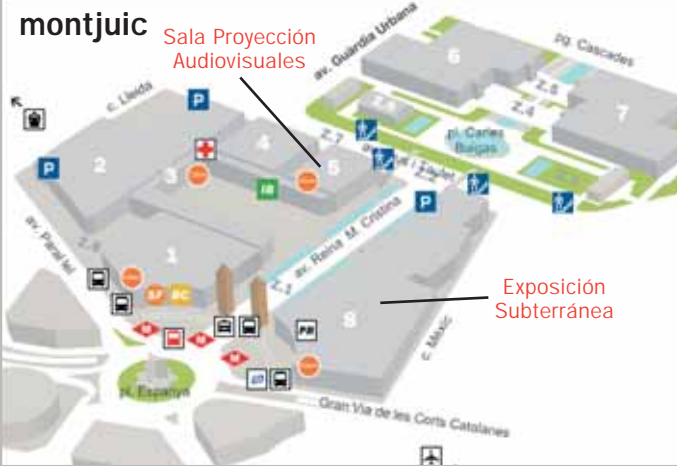 montjuic
Sala Proyección
Audiovisuales
av. Guàrdia Urbana
pg. Cascades
c. Lleida
P
6
Z.5
Z.4
7
4
Z.7
5
2
P
3
pl. Carles
Buïgas
P
1
av. Reina M. Cristina
Z.1
av. Paral·lel
8
Exposición
Subterránea
c. Mèxic
M
M
M
pl. Espanya
Gran Via de les Corts Catalanes